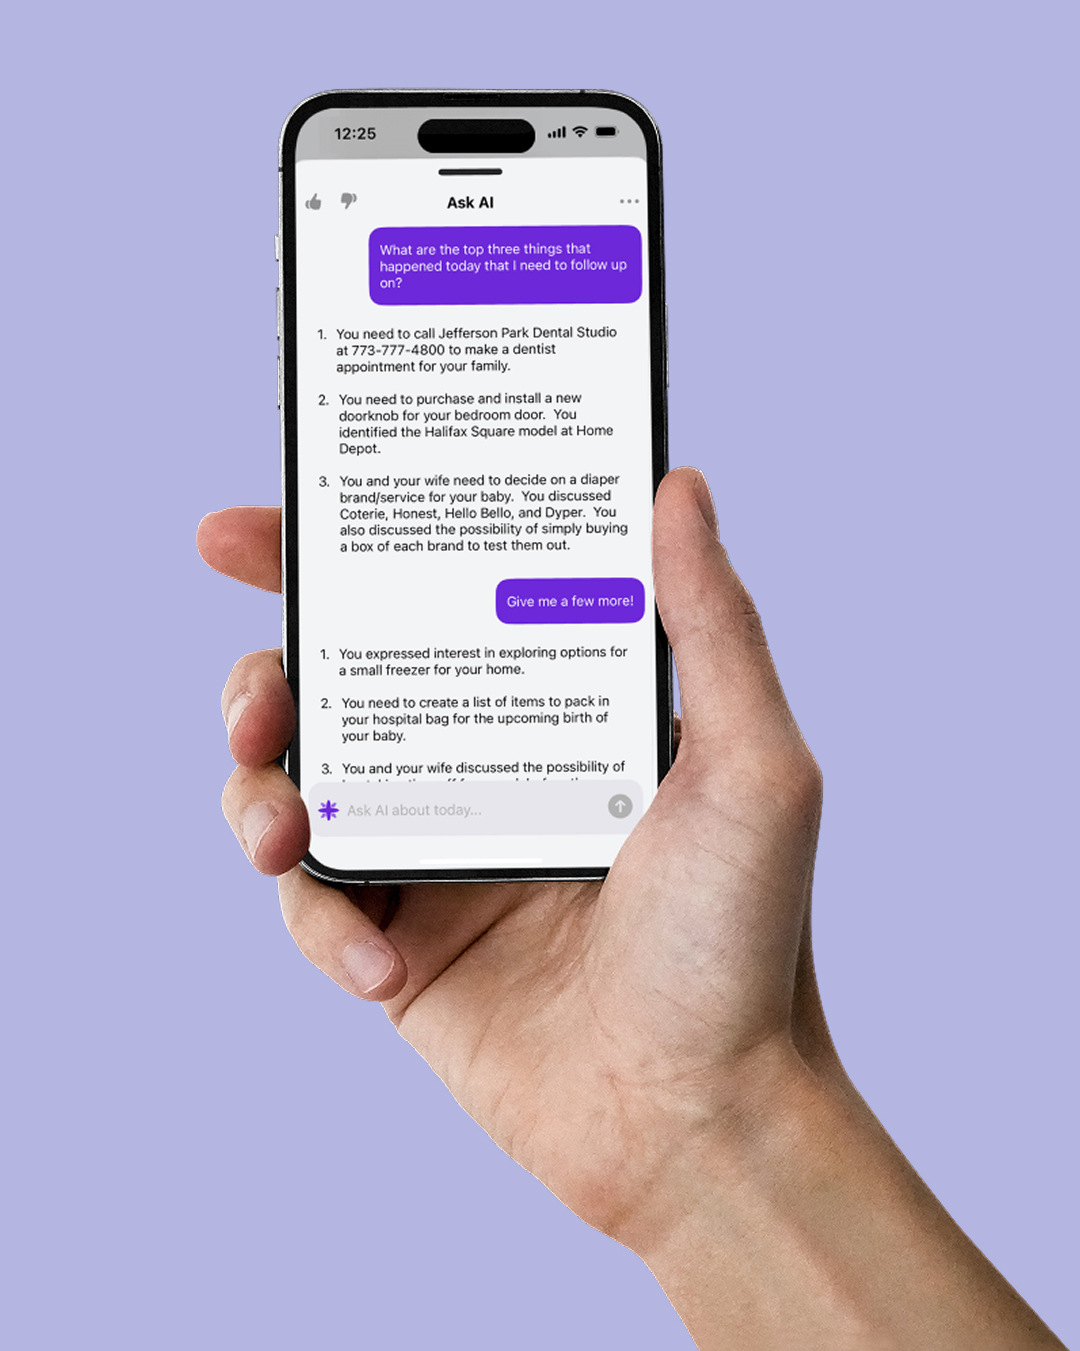 12:25
Ask AI
What are the top three things that
happened today that I need to follow up
on?
1. You need to call Jefferson Park Dental Studio
at 773-777-4800 to make a dentist
appointment for your family.
2. You need to purchase and install a new
doorknob for your bedroom door. You
identified the Halifax Square model at Home
Depot.
3. You and your wife need to decide on a diaper
brand/service for your baby. You discussed
Coterie, Honest, Hello Bello, and Dyper. You
also discussed the possibility of simply buying
a box of each brand to test them out.
Give me a few more!
1. You expressed interest in exploring options for
a small freezer for your home.
2. You need to create a list of items to pack in
your hospital bag for the upcoming birth of
your baby.
3. You and your wife discussed the possibility of
Ask AI about today...